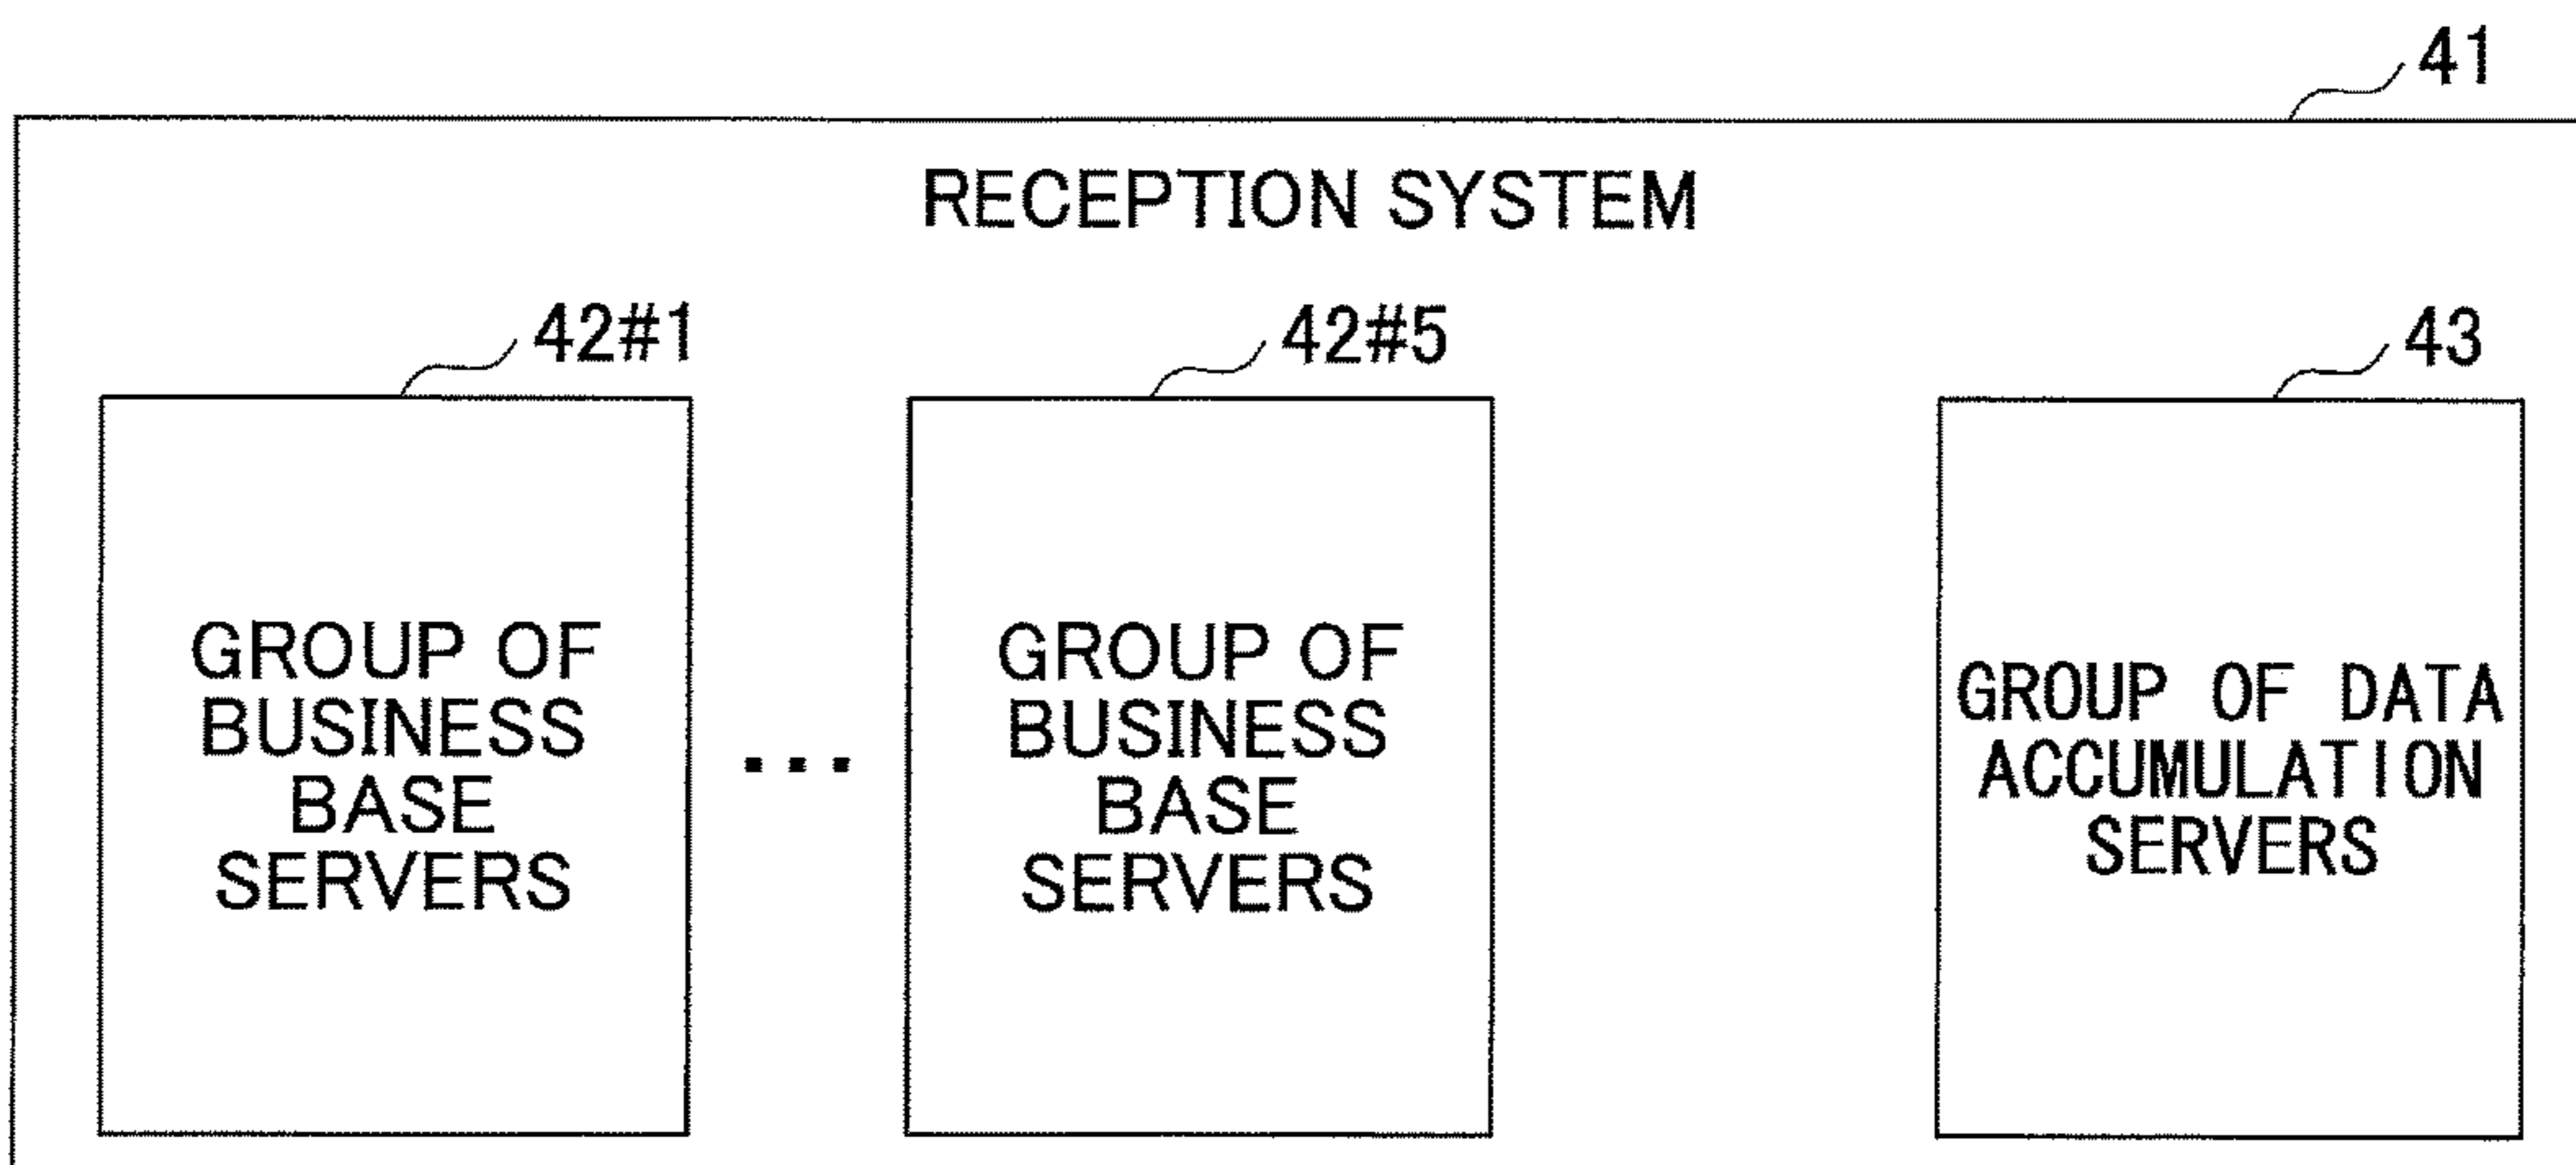 41
RECEPTION SYSTEM
42#1
42#5
43
GROUP OF
BUSINESS
BASE
SERVERS
...
GROUP OF
BUSINESS
BASE
SERVERS
GROUP OF DATA
ACCUMULATION
SERVERS